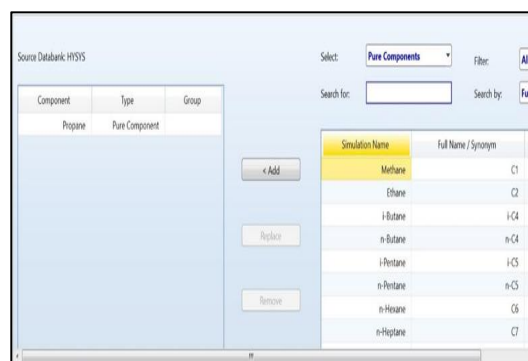 Source Databank: HYSYS
Select: Pure Components Filter: Al
Search for: Search by: Fu
Component Type Group
Propane Pure Component
< Add
Replace
Remove
Simulation Name Full Name / Synonym
Methane C1
Ethane C2
i-Butane i-C4
n-Butane n-C4
i-Pentane i-C5
n-Pentane n-C5
n-Hexane C6
n-Heptane C7